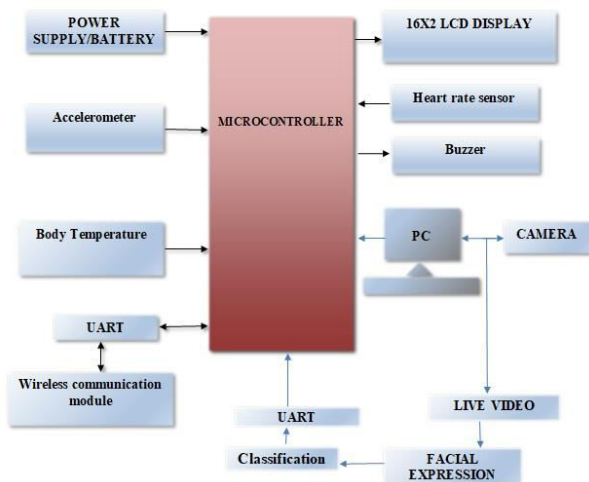 POWER
SUPPLY/BATTERY
16X2 LCD DISPLAY
Accelerometer
MICROCONTROLLER
Heart rate sensor
Buzzer
Body Temperature
PC
CAMERA
UART
Wireless communication
module
UART
LIVE VIDEO
Classification
FACIAL
EXPRESSION